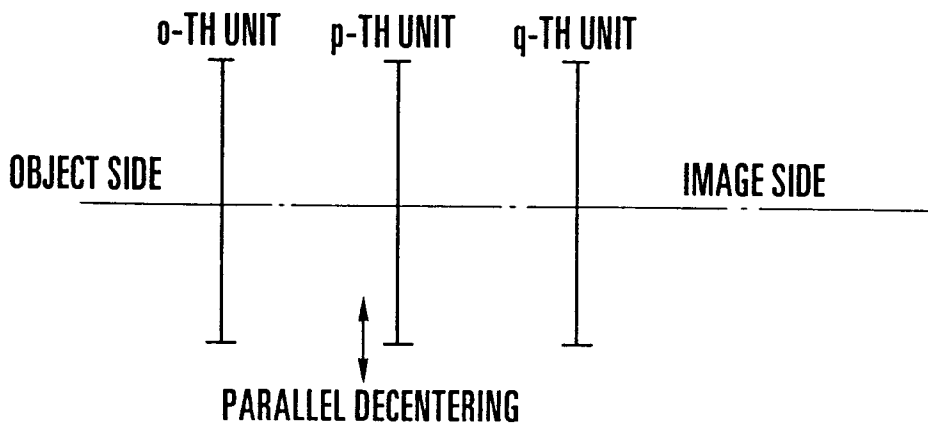 o-TH UNIT p-TH UNIT q-TH UNIT
OBJECT SIDE IMAGE SIDE
PARALLEL DECENTERING